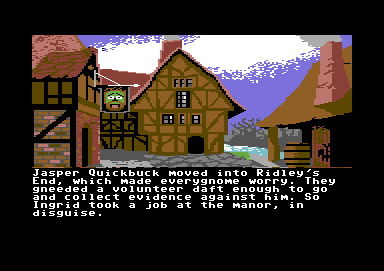 Jasper Quickbuck moved into Ridley's
End, which made everygnome worry. They
gneeded a volunteer daft enough to go
and collect evidence against him. So
Ingrid took a job at the manor, in
disguise.